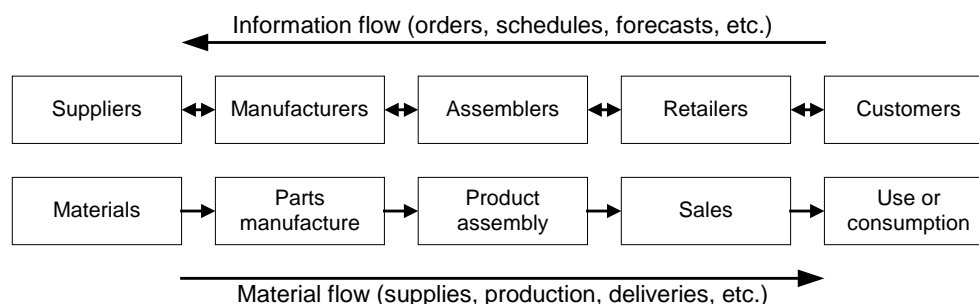 Information flow (orders, schedules, forecasts, etc.)
Suppliers
Manufacturers
Assemblers
Retailers
Customers
Materials
Parts
manufacture
Product
assembly
Sales
Use or
consumption
Material flow (supplies, production, deliveries, etc.)